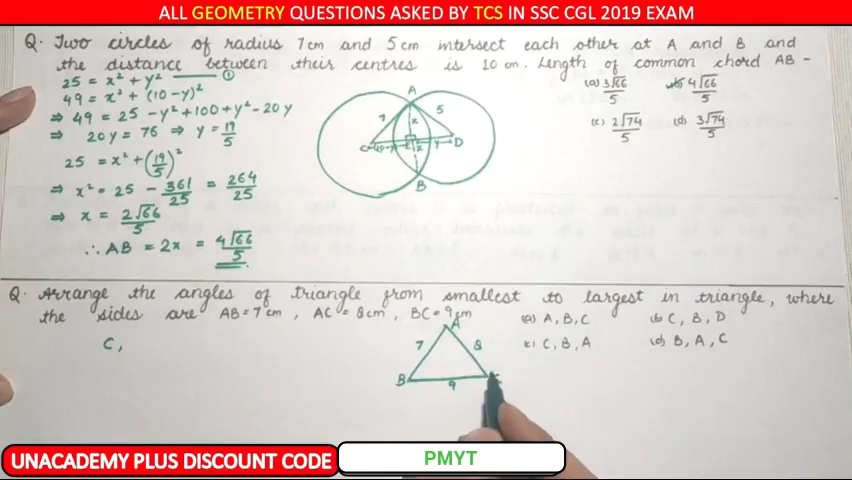 ALL GEOMETRY QUESTIONS ASKED BY TCS IN SSC CGL 2019 EXAM
Q. Two circles of radius 7cm and 5cm intersect each other at A and B and
the distance between their centres is 10 cm. Length of common chord AB -
25 = x² + y² ①
49 = x² + (10-y)²
⇒ 49 = 25 - y² + 100 + y² - 20y
⇒ 20y = 76 ⇒ y = 19/5
25 = x² + (19/5)²
⇒ x² = 25 - 361/25 = 264/25
⇒ x = 2√66/5
∴ AB = 2x = 4√66/5
(a) 3√66/5 (b) 4√66/5
(c) 2√74/5 (d) 3√74/5
A
7 5
x
C y D
x
B
Q. Arrange the angles of triangle from smallest to largest in triangle, where
the sides are AB = 7cm, AC = 8cm, BC = 9cm
(a) A, B, C (b) C, B, D
(c) C, B, A (d) B, A, C
C,
A
7 8
B 9
UNACADEMY PLUS DISCOUNT CODE PMYT